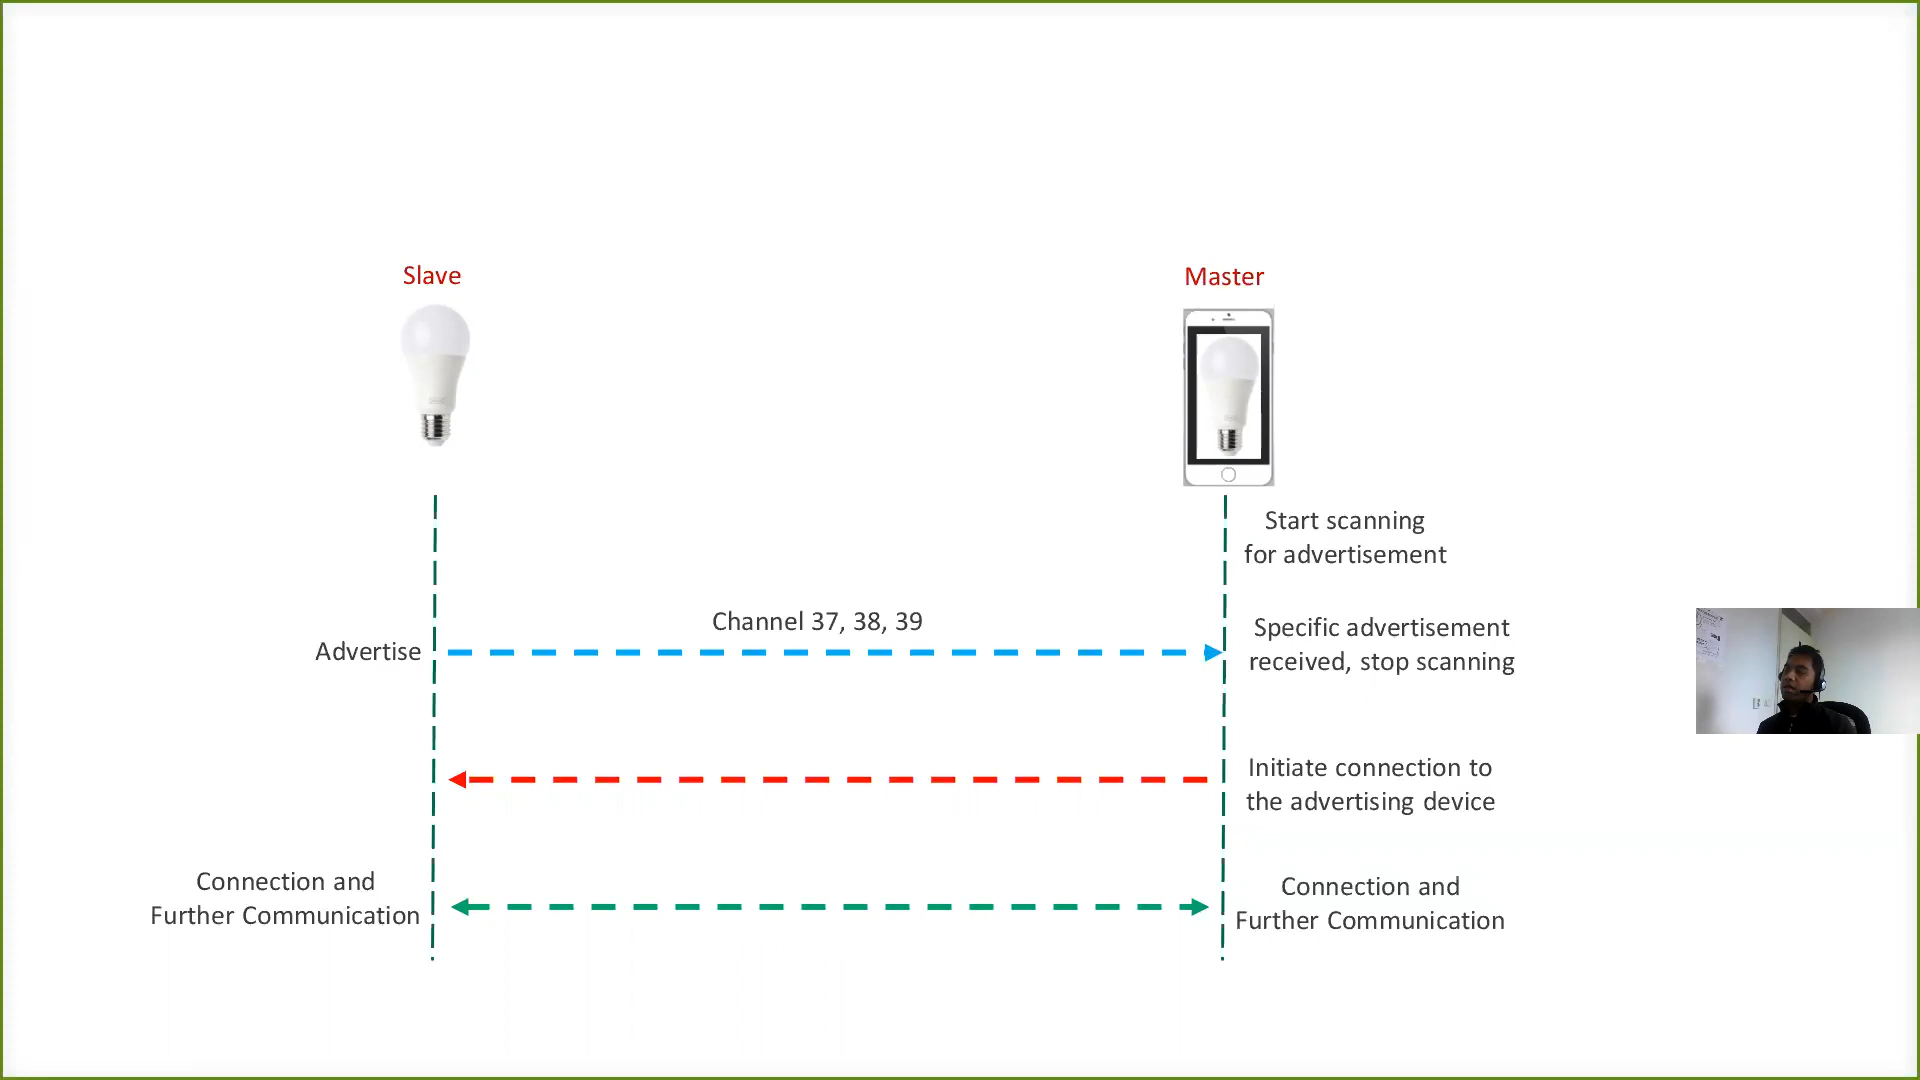 Slave
Master
Start scanning
for advertisement
Channel 37, 38, 39
Advertise
Specific advertisement
received, stop scanning
Initiate connection to
the advertising device
Connection and
Further Communication
Connection and
Further Communication